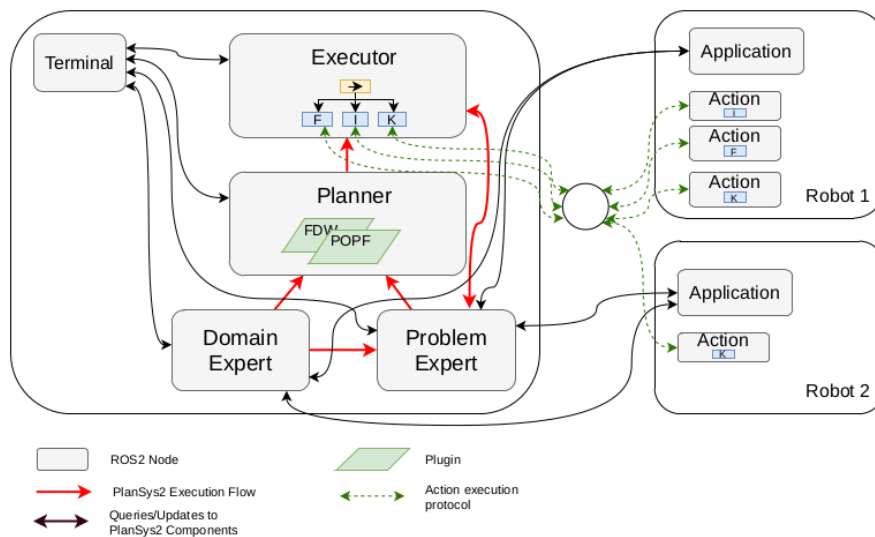 Terminal
Executor
F
I
K
Planner
FDW
POPF
Domain
Expert
Problem
Expert
Application
Action
I
Action
F
Action
K
Robot 1
Application
Action
K
Robot 2
ROS2 Node
Plugin
PlanSys2 Execution Flow
Action execution
protocol
Queries/Updates to
PlanSys2 Components